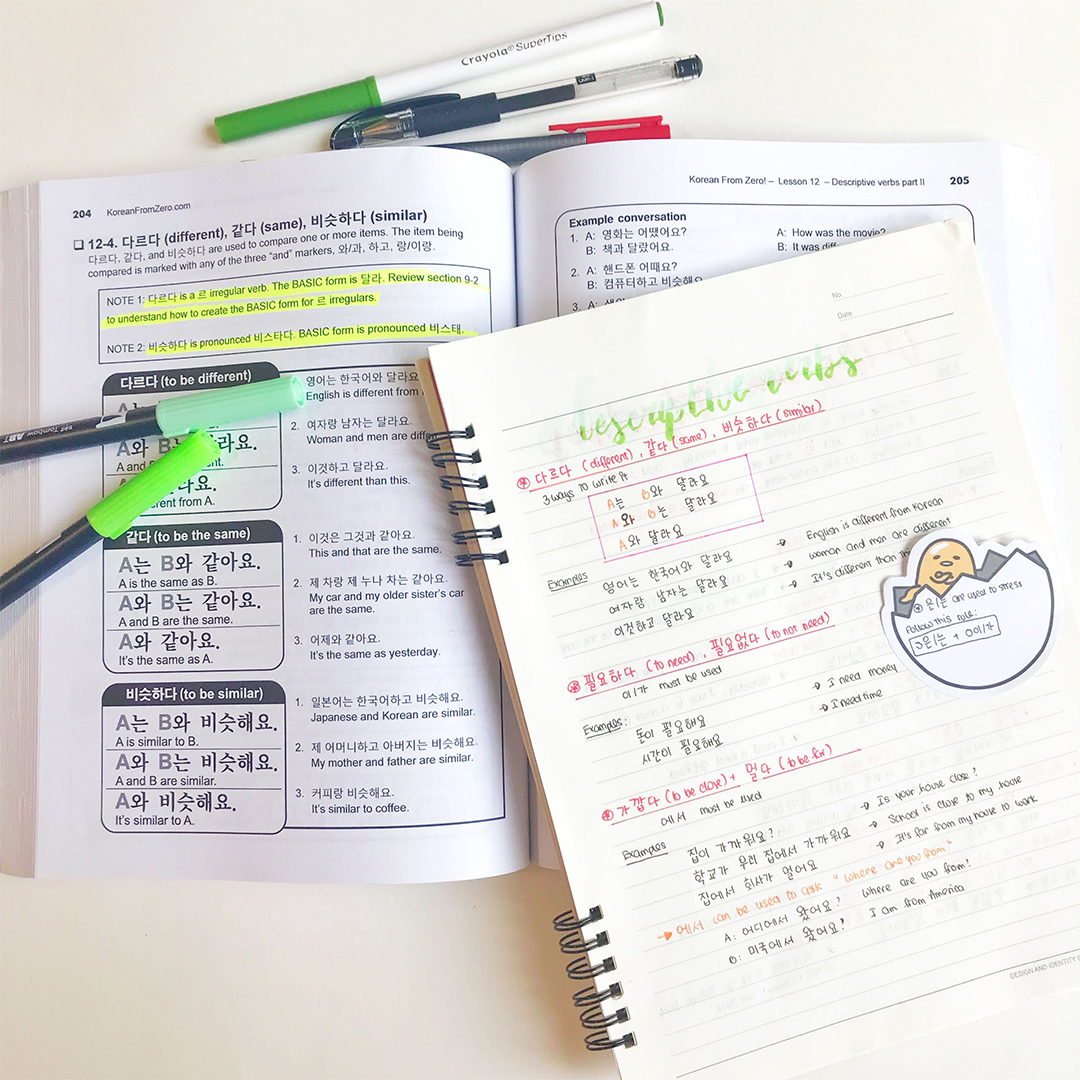 Crayola® SuperTips
204 KoreanFromZero.com
❑ 12-4. 다르다 (different), 같다 (same), 비슷하다 (similar)
다르다, 같다, and 비슷하다 are used to compare one or more items. The item being
compared is marked with any of the three “and” markers, 와/과, 하고, 랑/이랑.
NOTE 1: 다르다 is a 르 irregular verb. The BASIC form is 달라. Review section 9-2
to understand how to create the BASIC form for 르 irregulars.
NOTE 2: 비슷하다 is pronounced 비스타다. BASIC form is pronounced 비스태.
다르다 (to be different)
A와 B는 달라요.
A and
A.
erent from A.
영어는 한국어와 달라요
English is different from
2. 여자랑 남자는 달라요.
Woman and men are diffe
3. 이것하고 달라요.
It's different than this.
Tombow ABT
같다 (to be the same)
A는 B와 같아요.
A is the same as B.
A와 B는 같아요.
A and B are the same.
A와 같아요.
It's the same as A.
1. 이것은 그것과 같아요.
This and that are the same.
2. 제 차랑 제 누나 차는 같아요.
My car and my older sister's car
are the same.
3. 어제와 같아요.
It's the same as yesterday.
비슷하다 (to be similar)
A는 B와 비슷해요.
A is similar to B.
A와 B는 비슷해요.
A and B are similar.
A와 비슷해요.
It's similar to A.
1. 일본어는 한국어하고 비슷해요.
Japanese and Korean are similar.
2. 제 어머니하고 아버지는 비슷해요.
My mother and father are similar.
3. 커피랑 비슷해요.
It's similar to coffee.
Korean From Zero! – Lesson 12 – Descriptive verbs part II 205
Example conversation
1. A: 영화는 어땠어요? A: How was the movie?
B: 책과 달랐어요. B: It was diff
2. A: 핸드폰 어때요?
B: 컴퓨터하고 비슷해
3. A:
No
Date
descriptive verbs
⊛ 다르다 (different), 같다 (same), 비슷하다 (similar)
3 ways to write it
A는 B와 달라요
A와 B는 달라요
A와 달라요
Examples
영어는 한국어와 달라요 → English is different from Korean
여자랑 남자는 달라요 → woman and men are different
이것하고 달라요 → It's different than thi
⊛ 은/는 are used to stress
Follow this rule:
은/는 + 이/가
⊛ 필요하다 (to need), 필요없다 (to not need)
이/가 must be used
Examples:
돈이 필요해요 → I need money
시간이 필요해요 → I need time
⊛ 가깝다 (to be close) + 멀다 (to be far)
에서 must be used
Examples
집이 가까워요? → Is your house close?
학교가 우리 집에서 가까워요 → School is close to my house
집에서 회사가 멀어요 → It's far from my house to work
→ 에서 can be used to ask "where are you from"
A: 어디에서 왔어요? Where are you from?
B: 미국에서 왔어요! I am from America
DESIGN AND IDENTITY